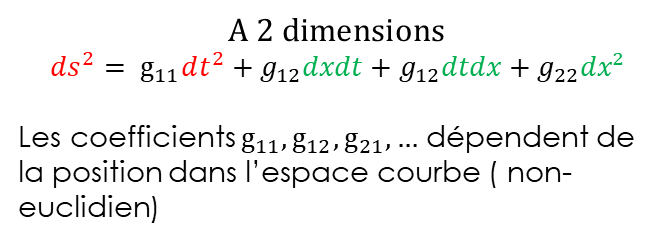 A 2 dimensions
ds² = g₁₁dt² + g₁₂dxdt + g₁₂dtdx + g₂₂dx²
Les coefficients g₁₁, g₁₂, g₂₁, … dépendent de
la position dans l’espace courbe ( non-
euclidien)